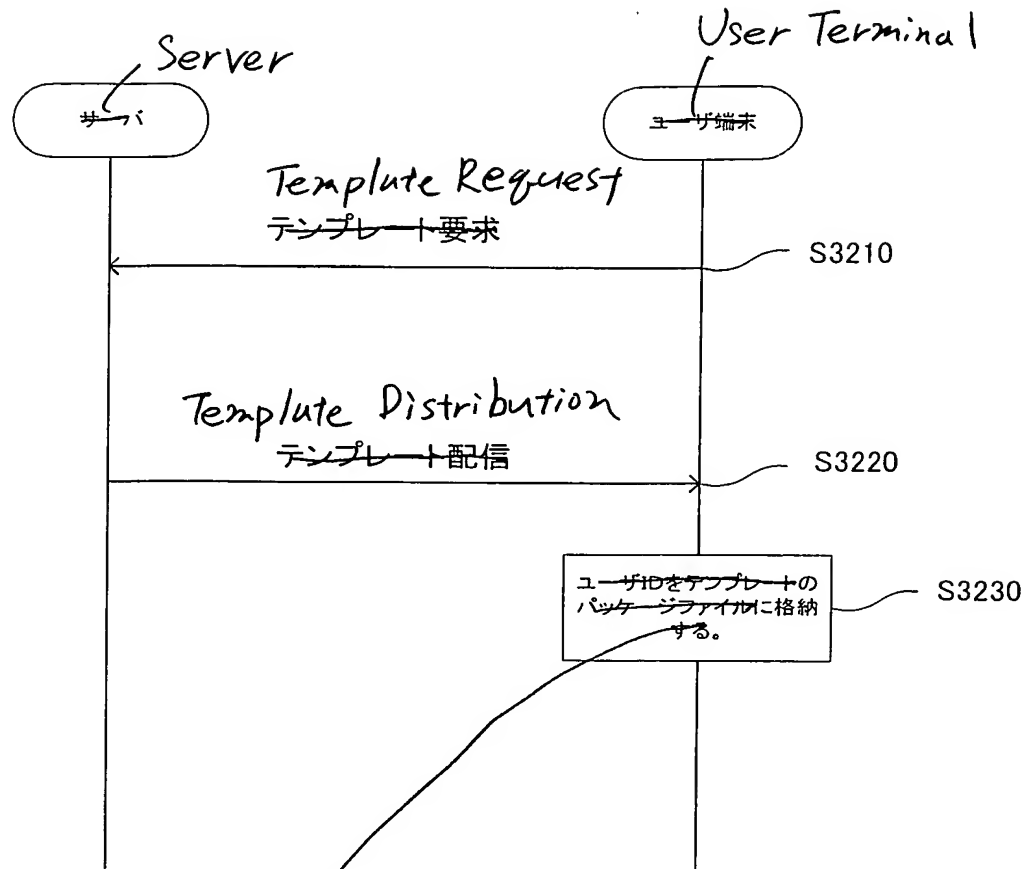 Server
User Terminal
サーバ
ユーザ端末
Template Request
テンプレート要求
S3210
Template Distribution
テンプレート配信
S3220
ユーザIDをテンプレートの
パッケージファイルに格納
する。
S3230